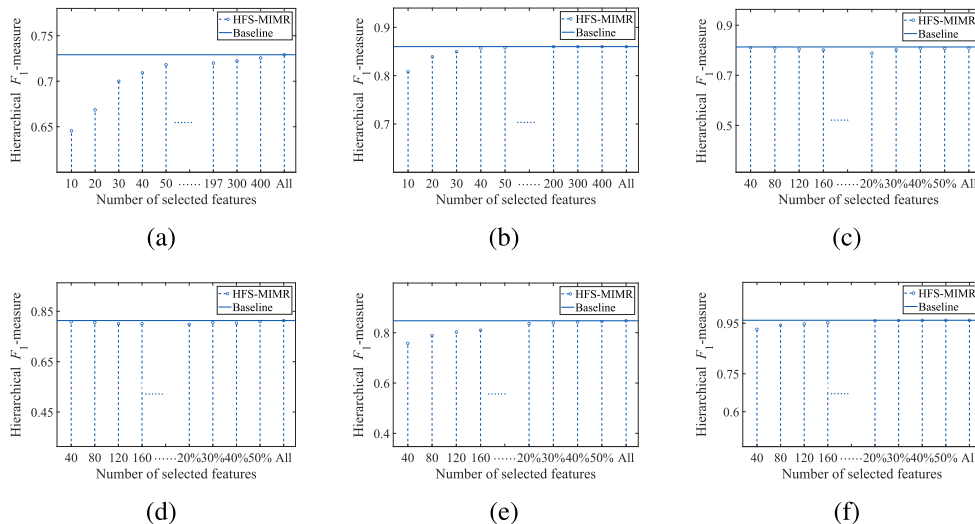 HFS-MIMR
Baseline
0.75
0.7
0.65
Hierarchical F1-measure
10 20 30 40 50 ······ 197 300 400 All
Number of selected features
(a)
HFS-MIMR
Baseline
0.9
0.8
0.7
Hierarchical F1-measure
10 20 30 40 50 ······ 200 300 400 All
Number of selected features
(b)
HFS-MIMR
Baseline
0.9
0.7
0.5
Hierarchical F1-measure
40 80 120 160 ······ 20% 30% 40% 50% All
Number of selected features
(c)
HFS-MIMR
Baseline
0.85
0.65
0.45
Hierarchical F1-measure
40 80 120 160 ······ 20% 30% 40% 50% All
Number of selected features
(d)
HFS-MIMR
Baseline
0.8
0.6
0.4
Hierarchical F1-measure
40 80 120 160 ······ 20% 30% 40% 50% All
Number of selected features
(e)
HFS-MIMR
Baseline
0.95
0.75
0.6
Hierarchical F1-measure
40 80 120 160 ······ 20% 30% 40% 50% All
Number of selected features
(f)